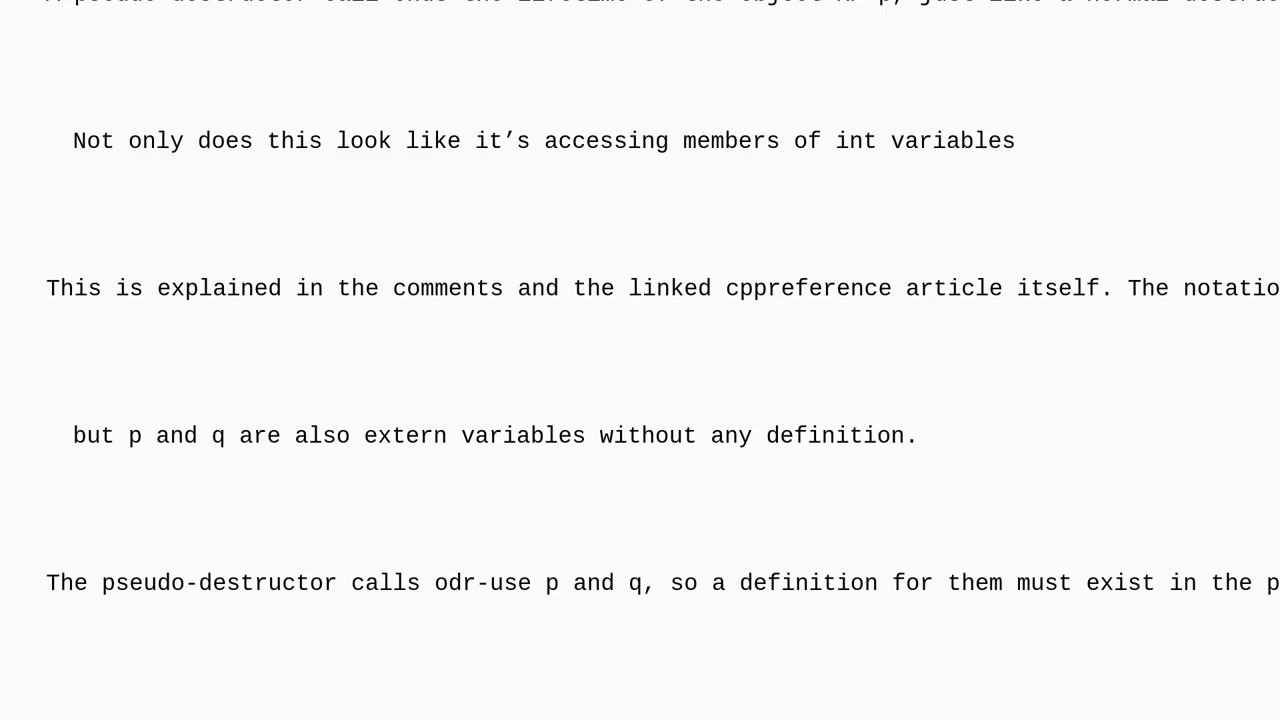 Not only does this look like it’s accessing members of int variables
This is explained in the comments and the linked cppreference article itself. The
but p and q are also extern variables without any definition.
The pseudo-destructor calls odr-use p and q, so a definition for them must exist in the